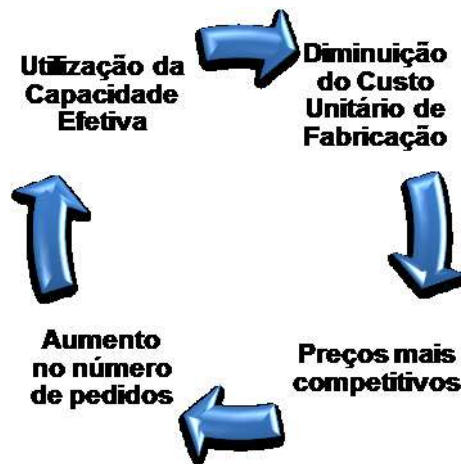 Utilização da
Capacidade
Efetiva
Diminuição
do Custo
Unitário de
Fabricação
Preços mais
competitivos
Aumento
no número
de pedidos